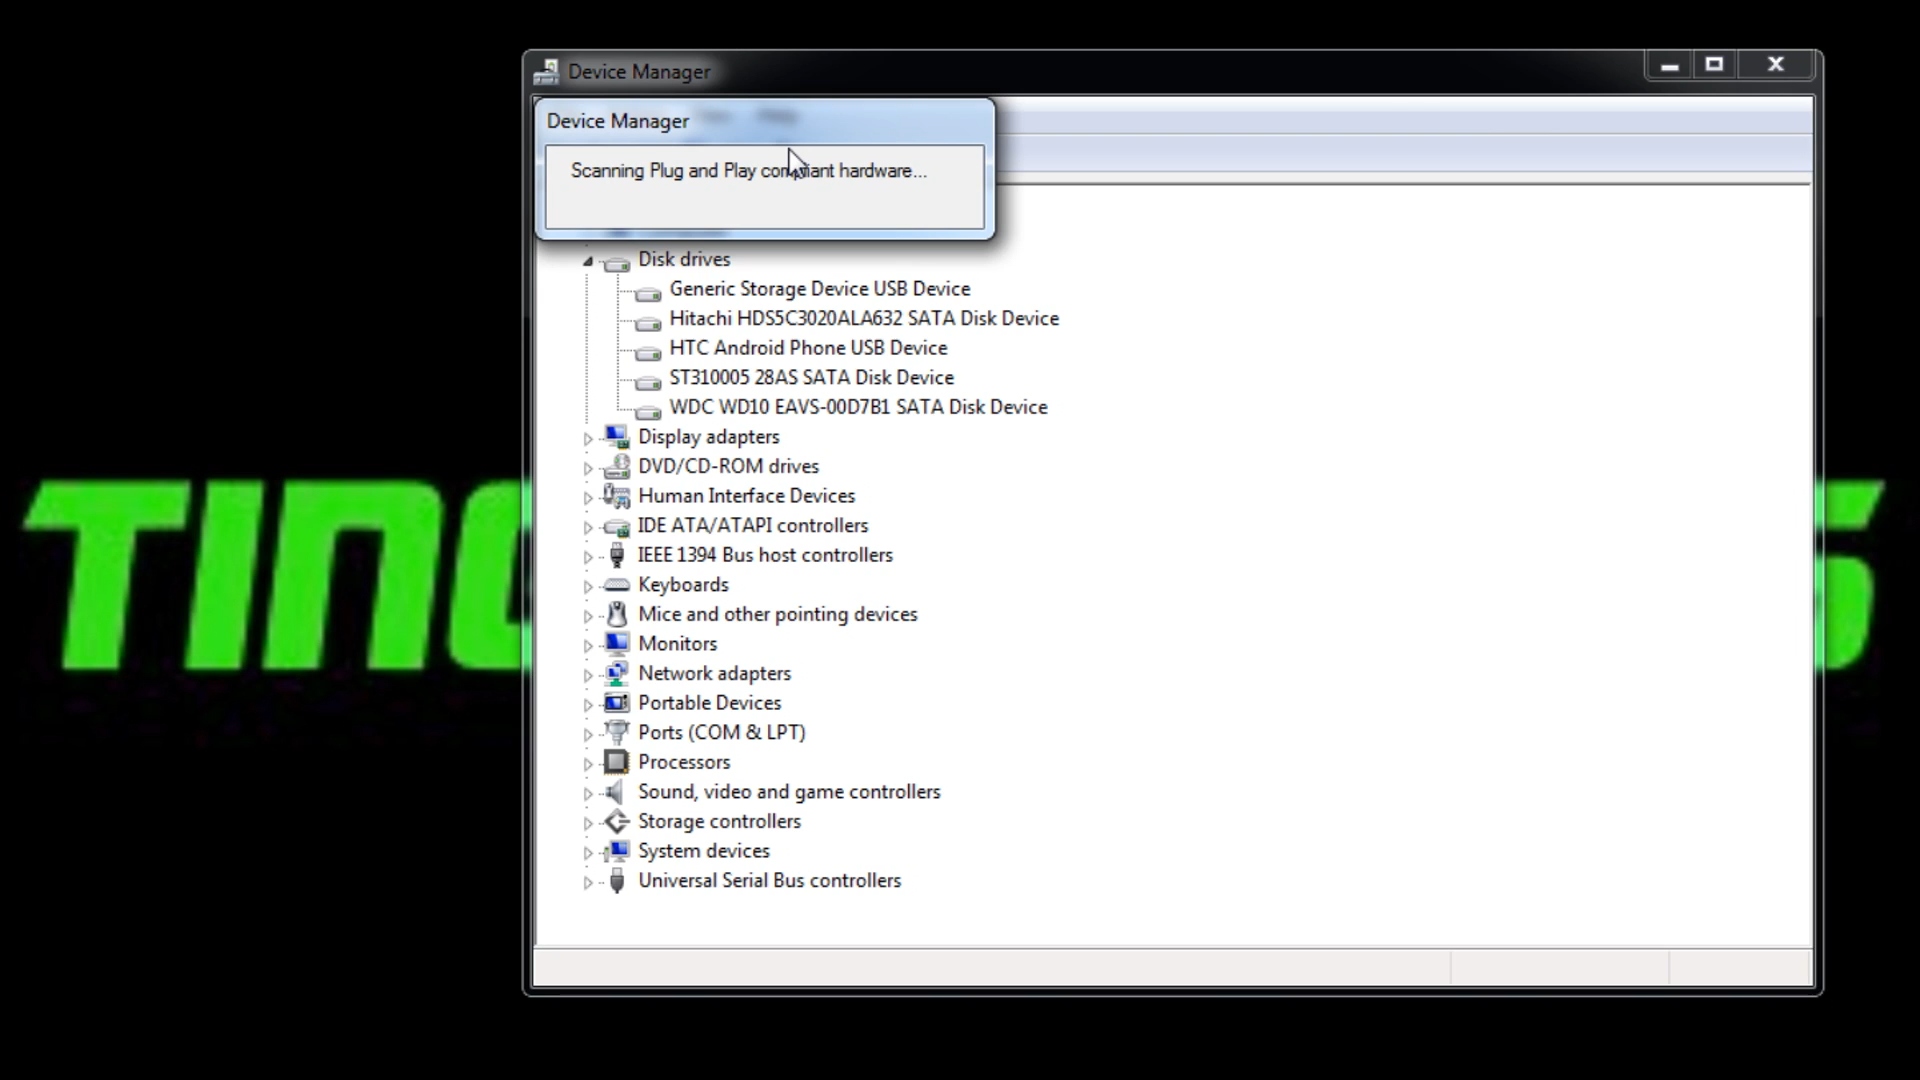 Device Manager
Device Manager
Scanning Plug and Play compliant hardware...
Disk drives
Generic Storage Device USB Device
Hitachi HDS5C3020ALA632 SATA Disk Device
HTC Android Phone USB Device
ST310005 28AS SATA Disk Device
WDC WD10 EAVS-00D7B1 SATA Disk Device
Display adapters
DVD/CD-ROM drives
Human Interface Devices
IDE ATA/ATAPI controllers
IEEE 1394 Bus host controllers
Keyboards
Mice and other pointing devices
Monitors
Network adapters
Portable Devices
Ports (COM & LPT)
Processors
Sound, video and game controllers
Storage controllers
System devices
Universal Serial Bus controllers